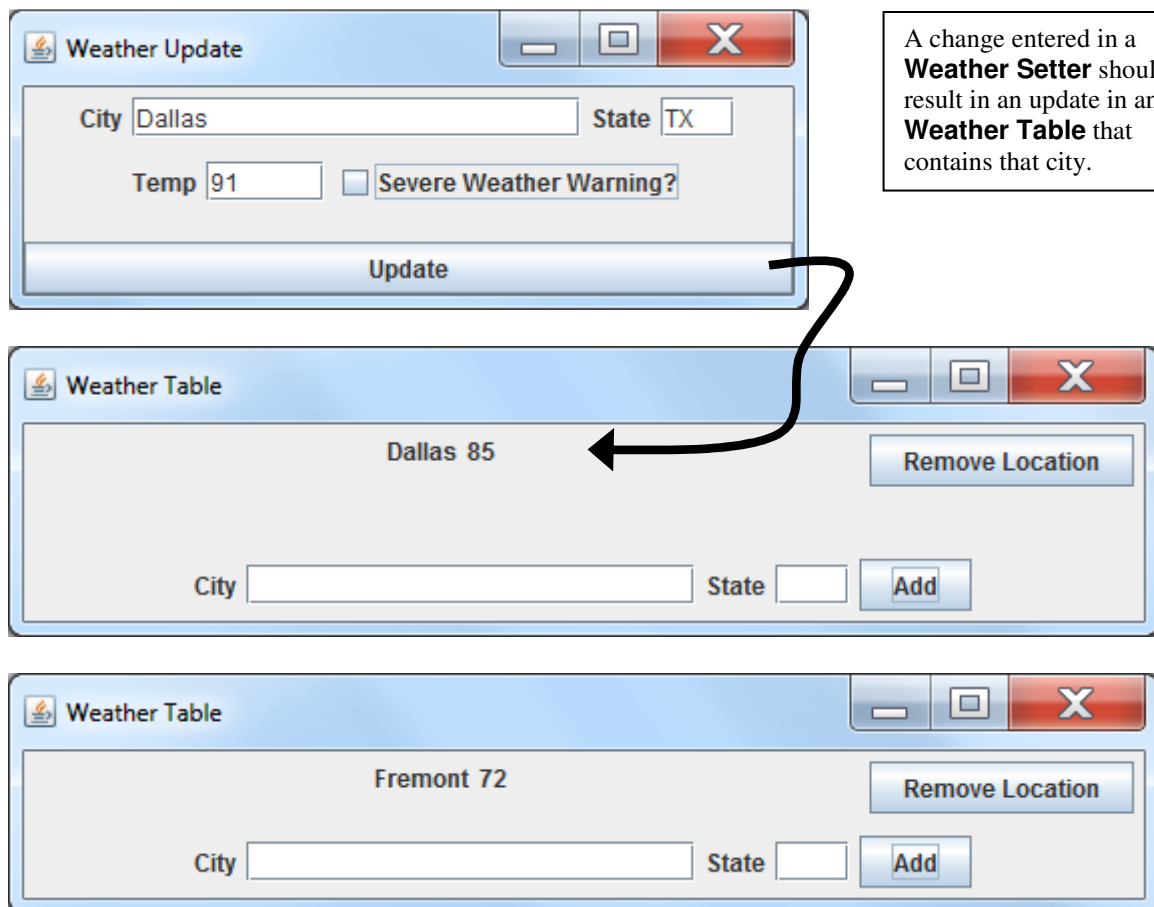 Weather Update
City Dallas State TX
Temp 91 Severe Weather Warning?
Update
A change entered in a
Weather Setter
result in an update in
Weather Table that
contains that city.
Weather Table
Dallas 85 Remove Location
City State Add
Weather Table
Fremont 72 Remove Location
City State Add